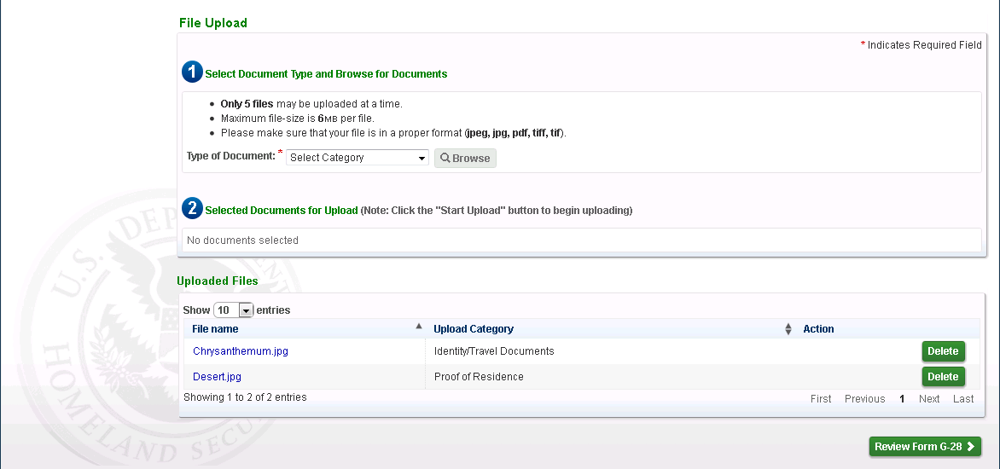 File Upload
* Indicates Required Field
1 Select Document Type and Browse for Documents
• Only 5 files may be uploaded at a time.
• Maximum file-size is 6MB per file.
• Please make sure that your file is in a proper format (jpeg, jpg, pdf, tiff, tif).
Type of Document: * Select Category Browse
2 Selected Documents for Upload (Note: Click the "Start Upload" button to begin uploading)
No documents selected
Uploaded Files
Show 10 entries
File name Upload Category Action
Chrysanthemum.jpg Identity/Travel Documents Delete
Desert.jpg Proof of Residence Delete
Showing 1 to 2 of 2 entries First Previous 1 Next Last
Review Form G-28
U.S. DEP
ENT
HOMELAND SECU